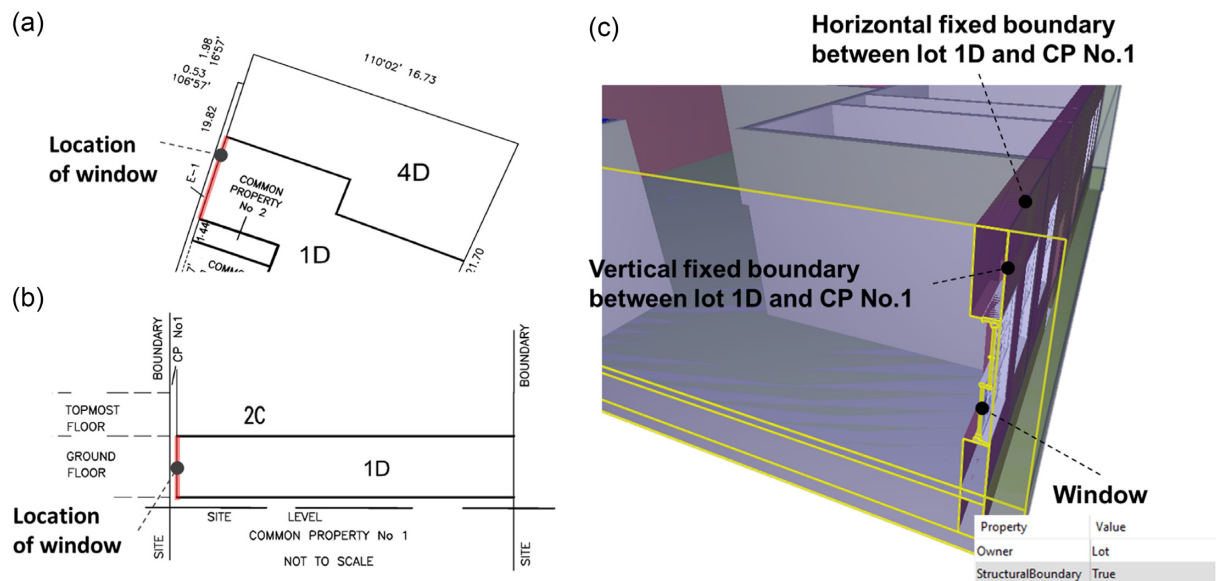 (a)
1.98
16°57'
0.53
106°57'
110°02' 16.73
19.82
Location
of window
E-1
COMMON
PROPERTY
No 2
4D
1.44
1D
21.70
COMMON
(b)
BOUNDARY
CP No1
BOUNDARY
TOPMOST
FLOOR
2C
GROUND
FLOOR
1D
Location
of window
SITE LEVEL
COMMON PROPERTY No 1
NOT TO SCALE
SITE
SITE
(c)
Horizontal fixed boundary
between lot 1D and CP No.1
Vertical fixed boundary
between lot 1D and CP No.1
Window
Property Value
Owner Lot
StructuralBoundary True